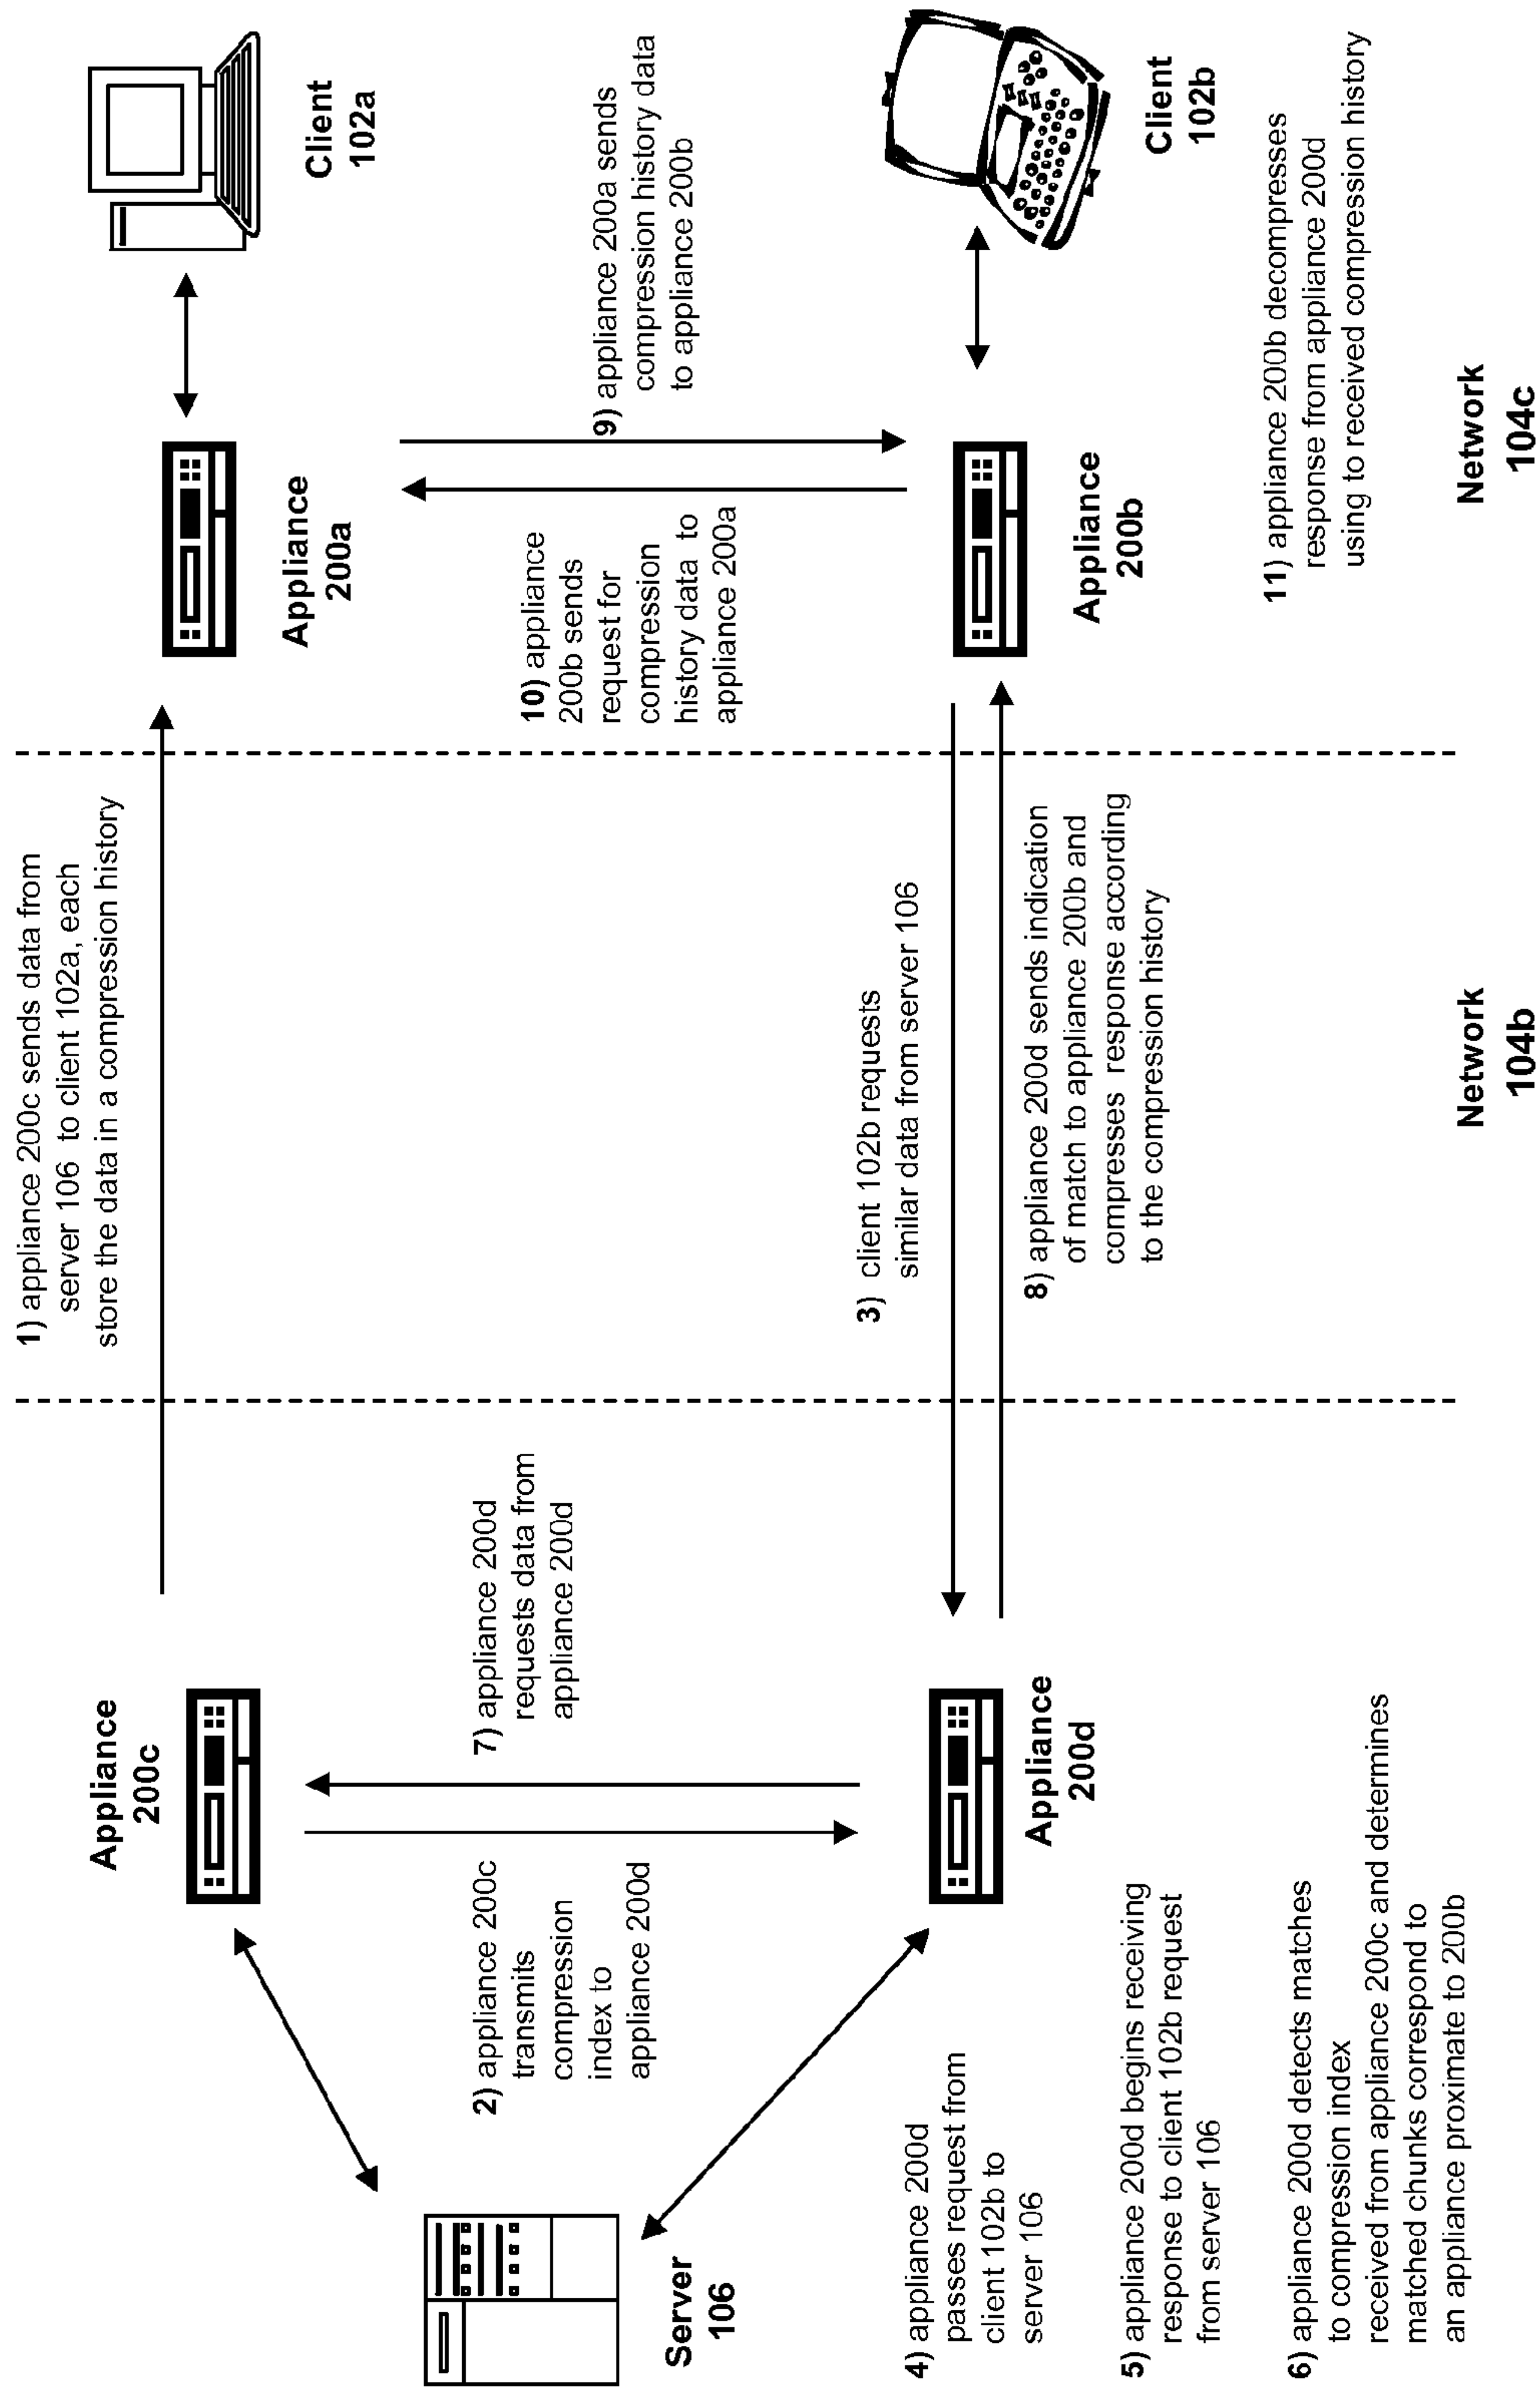 1) appliance 200c sends data from
server 106 to client 102a, each
store the data in a compression history
Appliance
200c
Appliance
200a
Client
102a
2) appliance 200c
transmits
compression
index to
appliance 200d
7) appliance 200d
requests data from
appliance 200d
10) appliance
200b sends
request for
compression
history data to
appliance 200a
9) appliance 200a sends
compression history data
to appliance 200b
Server
106
3) client 102b requests
similar data from server 106
4) appliance 200d
passes request from
client 102b to
server 106
Appliance
200d
8) appliance 200d sends indication
of match to appliance 200b and
compresses response according
to the compression history
Appliance
200b
Client
102b
5) appliance 200d begins receiving
response to client 102b request
from server 106
6) appliance 200d detects matches
to compression index
received from appliance 200c and determines
matched chunks correspond to
an appliance proximate to 200b
11) appliance 200b decompresses
response from appliance 200d
using to received compression history
Network
104b
Network
104c